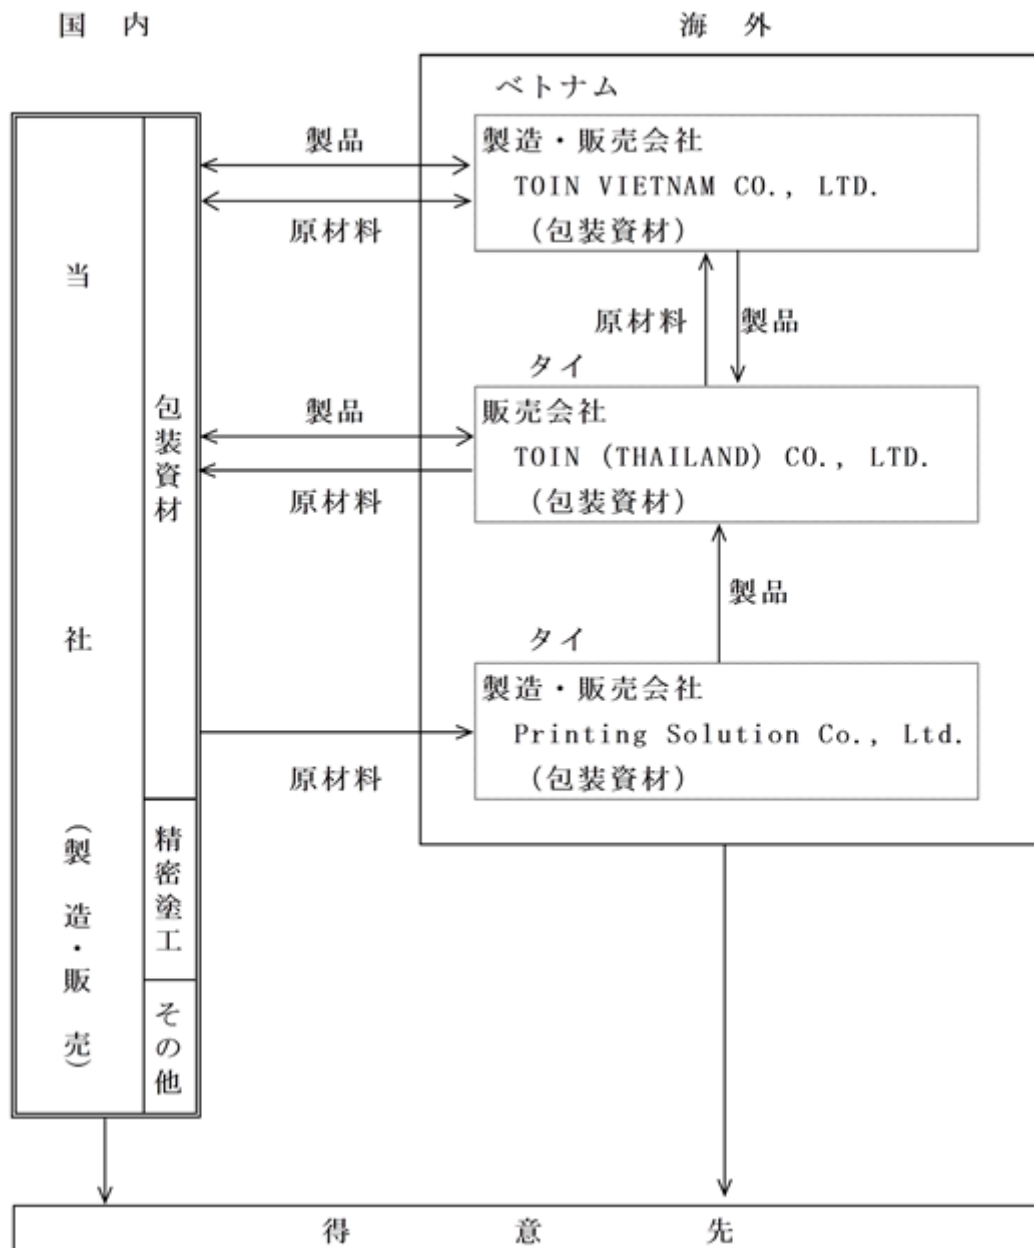 国　内
海　外
当　社　（製　造・販　売）
包装資材
精密塗工
その他
ベトナム
製品
原材料
製造・販売会社
TOIN VIETNAM CO., LTD.
（包装資材）
原材料
製品
タイ
製品
原材料
販売会社
TOIN (THAILAND) CO., LTD.
（包装資材）
製品
タイ
原材料
製造・販売会社
Printing Solution Co., Ltd.
（包装資材）
得　意　先